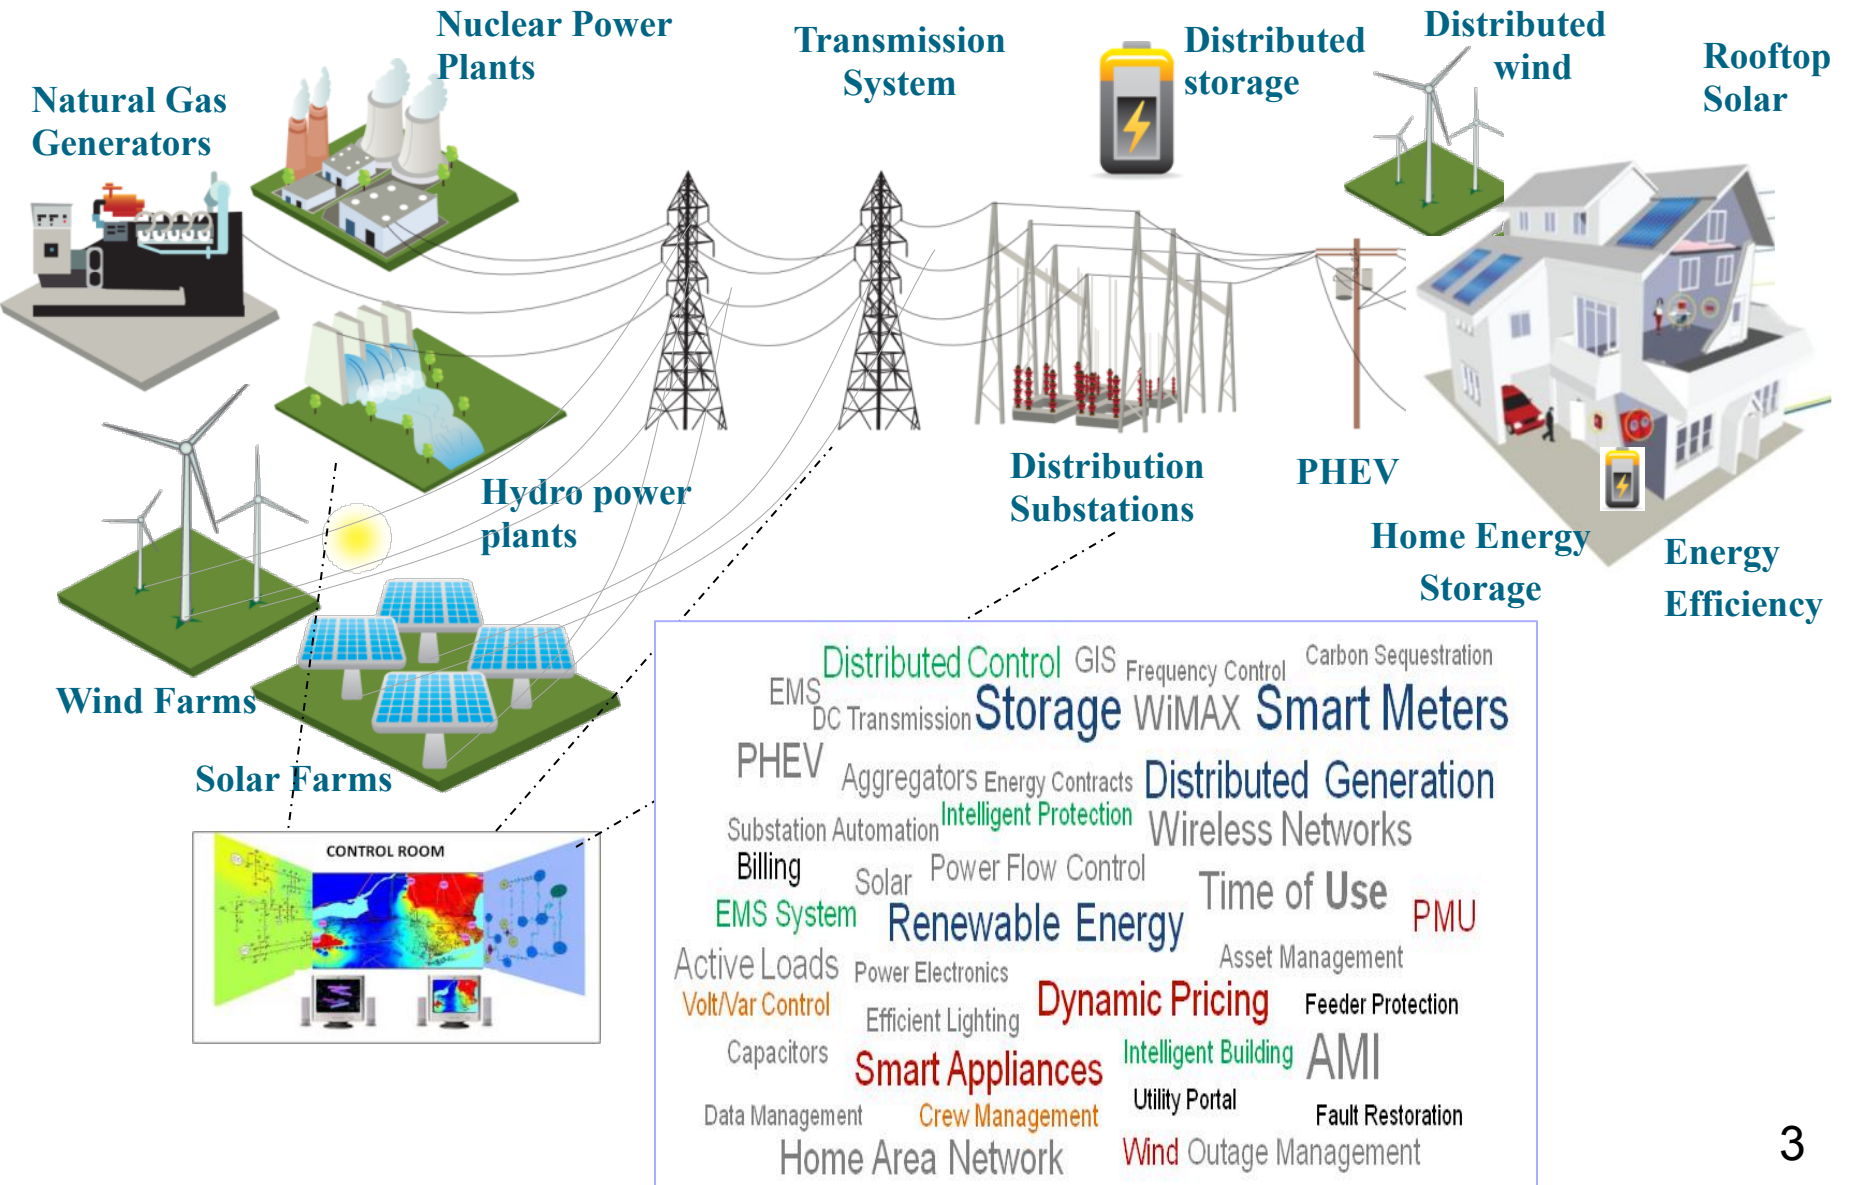 Nuclear Power
Plants
Transmission
System
Distributed
storage
Distributed
wind
Rooftop
Solar
Natural Gas
Generators
Hydro power
plants
Distribution
Substations
PHEV
Home Energy
Storage
Energy
Efficiency
Wind Farms
Solar Farms
CONTROL ROOM
Distributed Control GIS Frequency Control Carbon Sequestration
EMS DC Transmission Storage WiMAX Smart Meters
PHEV Aggregators Energy Contracts Distributed Generation
Substation Automation Intelligent Protection Wireless Networks
Billing Solar Power Flow Control Time of Use
EMS System Renewable Energy PMU
Active Loads Power Electronics Asset Management
Volt/Var Control Efficient Lighting Dynamic Pricing Feeder Protection
Capacitors Smart Appliances Intelligent Building AMI
Data Management Crew Management Utility Portal Fault Restoration
Home Area Network Wind Outage Management
3